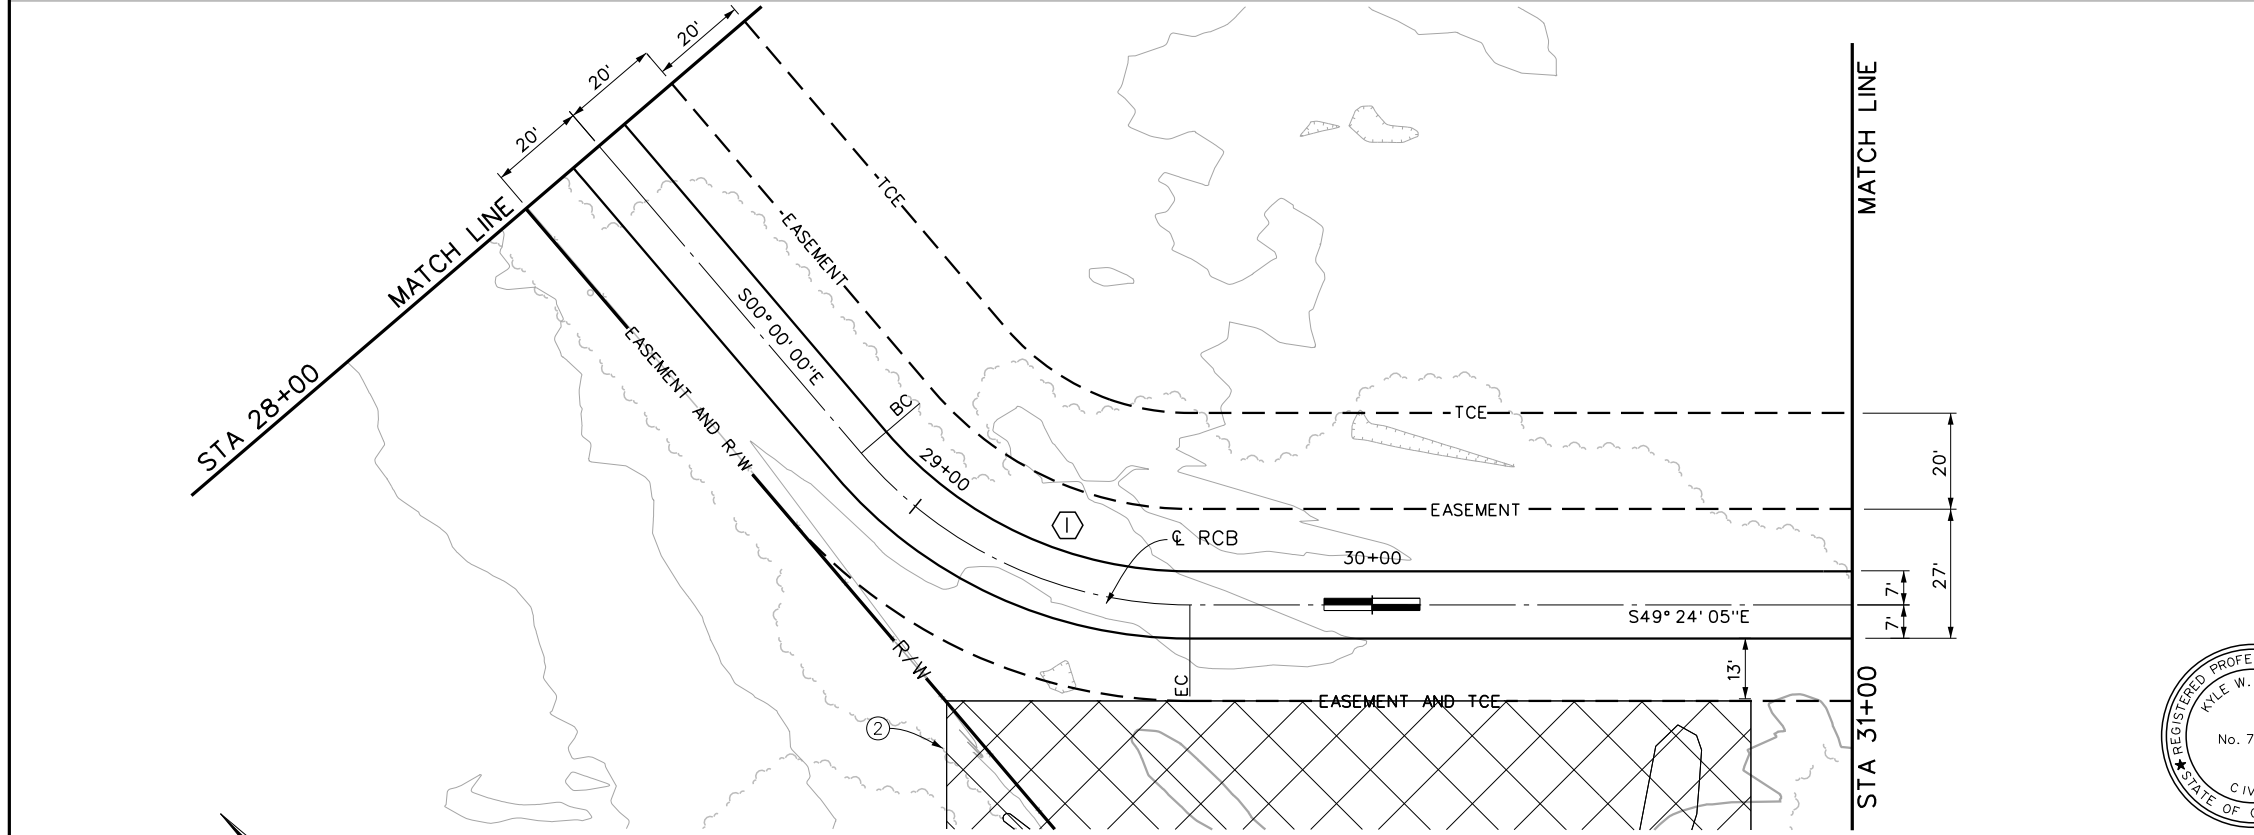 20'
20'
20'
MATCH LINE
STA 28+00
TCE
EASEMENT
S00°00'00"E
EASEMENT AND R/W
BC
29+00
1
℄ RCB
30+00
TCE
EASEMENT
S49°24'05"E
R/W
EC
EASEMENT AND TCE
2
13'
MATCH LINE
STA 31+00
20'
27'
7'
7'
REGISTERED PROFE
KYLE W.
No. 7
CIV
STATE OF